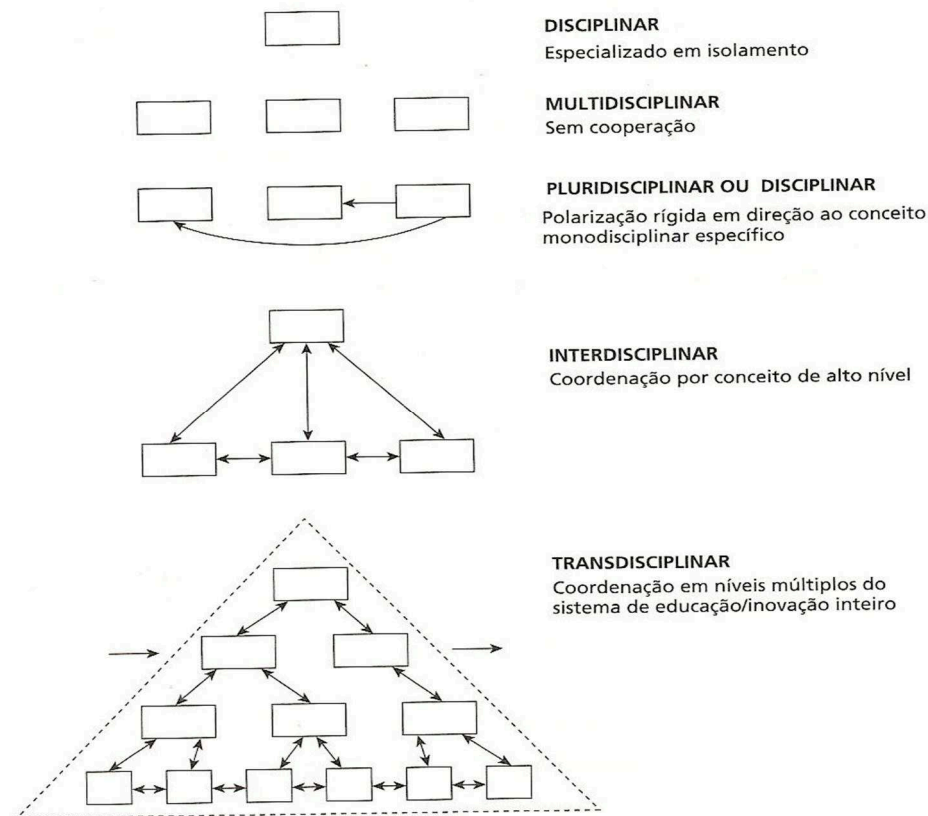 DISCIPLINAR
Especializado em isolamento
MULTIDISCIPLINAR
Sem cooperação
PLURIDISCIPLINAR OU DISCIPLINAR
Polarização rígida em direção ao conceito
monodisciplinar específico
INTERDISCIPLINAR
Coordenação por conceito de alto nível
TRANSDISCIPLINAR
Coordenação em níveis múltiplos do
sistema de educação/inovação inteiro